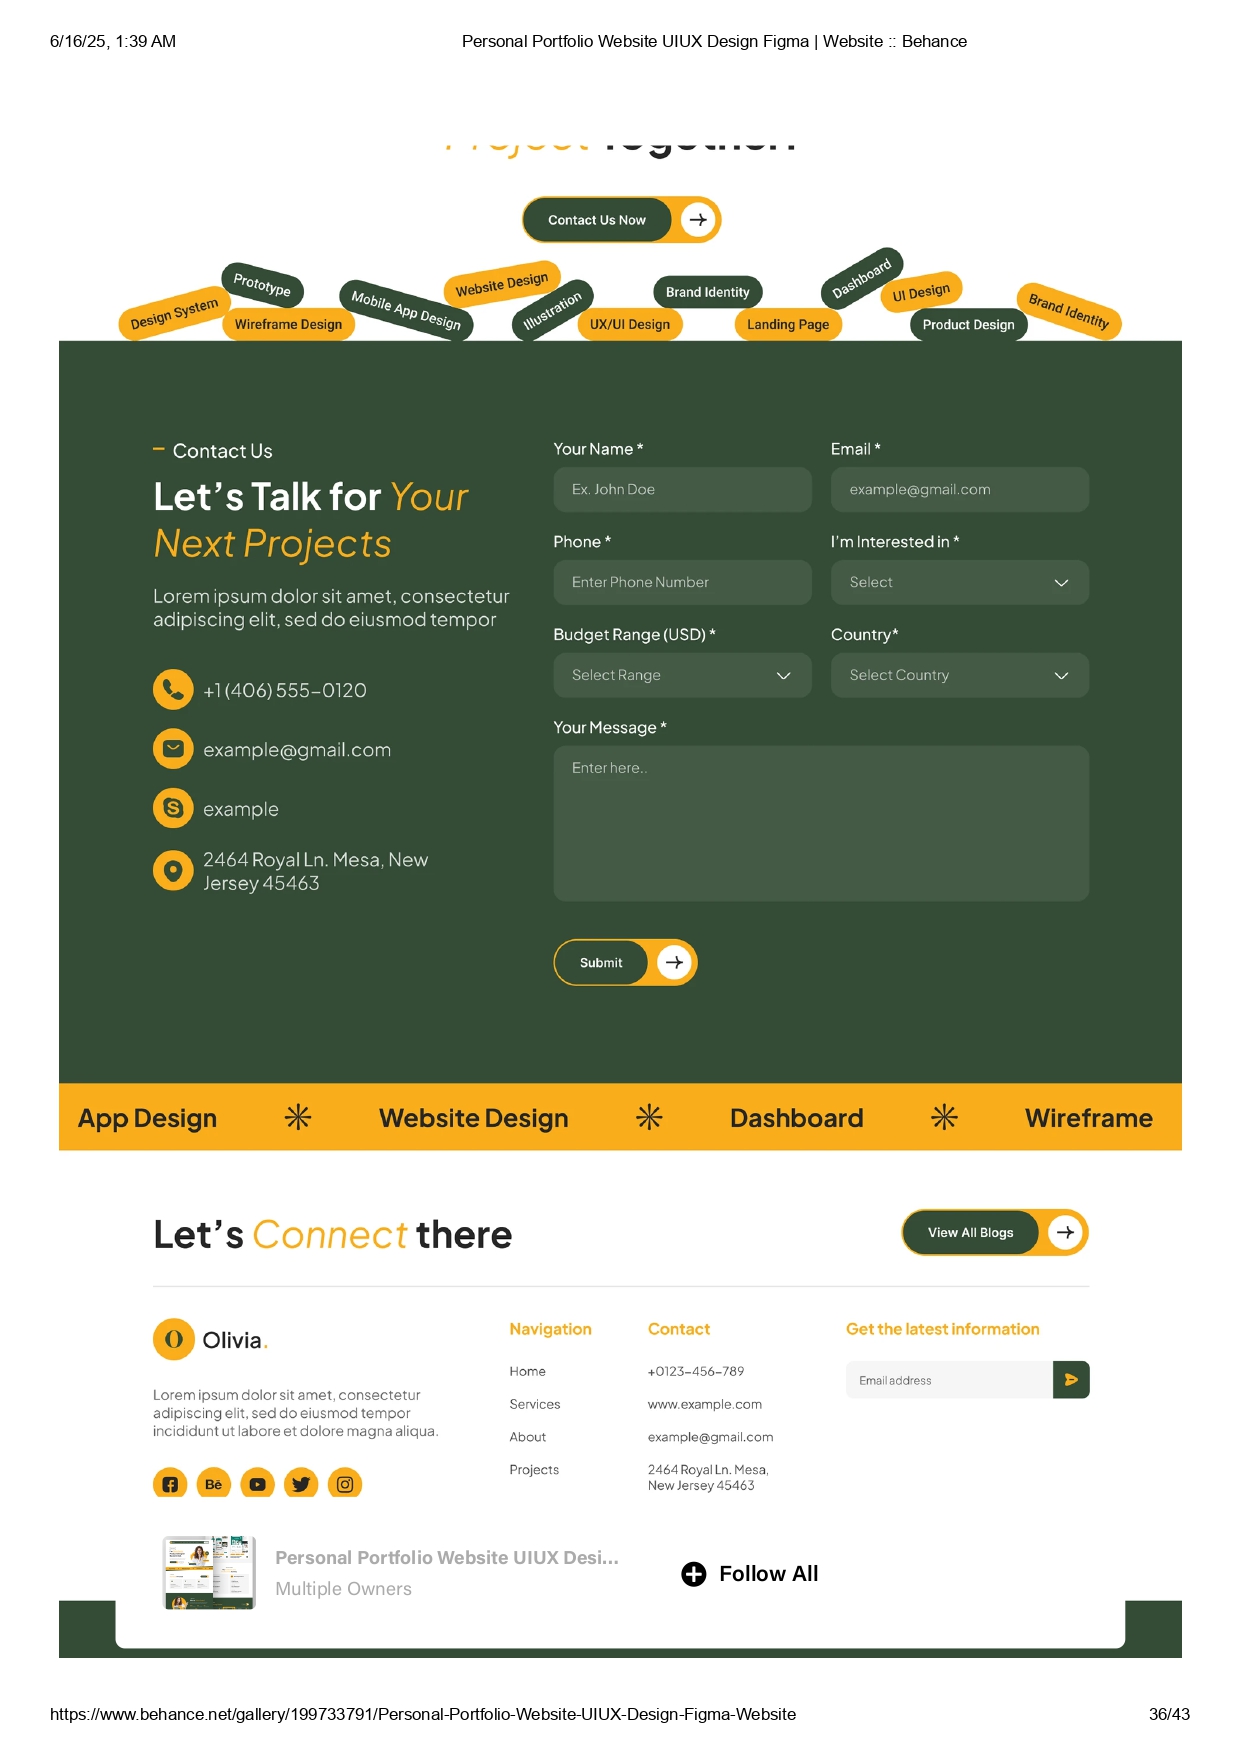 6/16/25, 1:39 AM
Personal Portfolio Website UIUX Design Figma | Website :: Behance
Project Together!
Contact Us Now
Design System
Prototype
Wireframe Design
Mobile App Design
Website Design
Illustration
UX/UI Design
Brand Identity
Landing Page
Dashboard
UI Design
Product Design
Brand Identity
Contact Us
Let's Talk for Your
Next Projects
Lorem ipsum dolor sit amet, consectetur
adipiscing elit, sed do eiusmod tempor
+1 (406) 555-0120
example@gmail.com
example
2464 Royal Ln. Mesa, New
Jersey 45463
Your Name *
Ex. John Doe
Email *
example@gmail.com
Phone *
Enter Phone Number
I'm Interested in *
Select
Budget Range (USD) *
Select Range
Country*
Select Country
Your Message *
Enter here..
Submit
App Design
Website Design
Dashboard
Wireframe
Let's Connect there
View All Blogs
O
Olivia.
Lorem ipsum dolor sit amet, consectetur
adipiscing elit, sed do eiusmod tempor
incididunt ut labore et dolore magna aliqua.
Bē
Navigation
Home
Services
About
Projects
Contact
+0123-456-789
www.example.com
example@gmail.com
2464 Royal Ln. Mesa,
New Jersey 45463
Get the latest information
Email address
Personal Portfolio Website UIUX Desi...
Multiple Owners
Follow All
https://www.behance.net/gallery/199733791/Personal-Portfolio-Website-UIUX-Design-Figma-Website
36/43